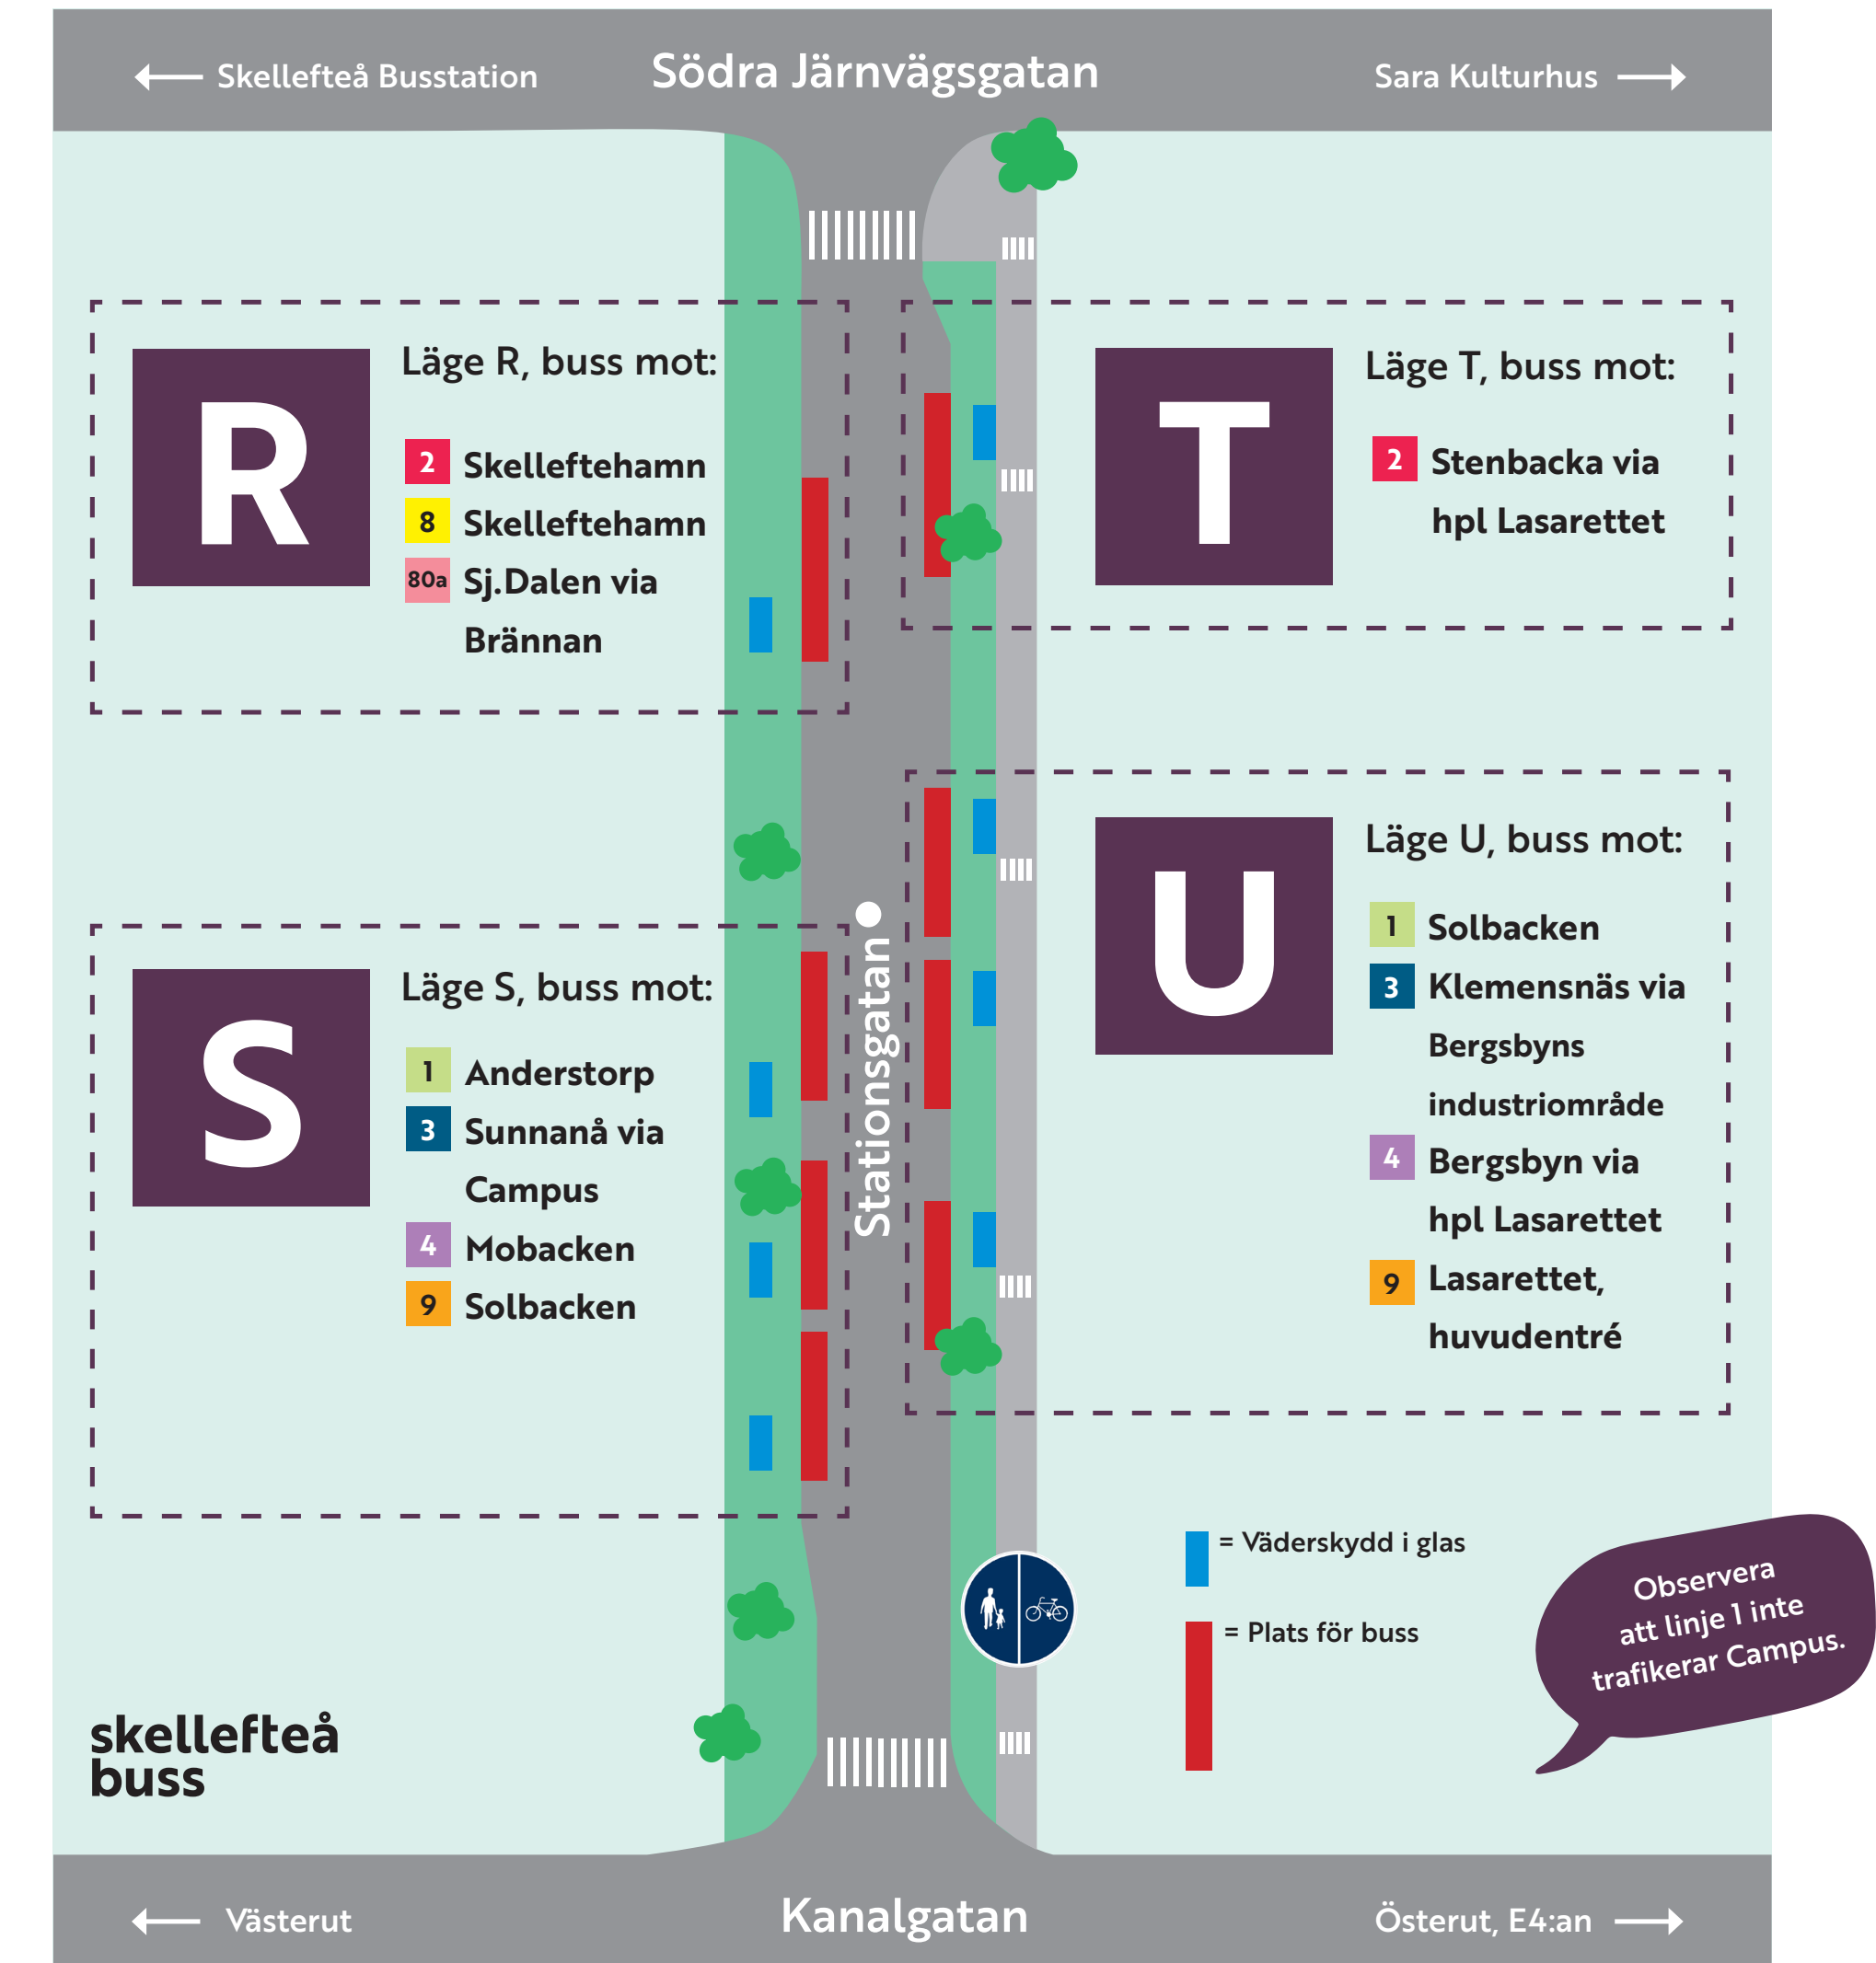 Skellefteå Busstation
Södra Järnvägsgatan
Sara Kulturhus
R
Läge R, buss mot:
2 Skelleftehamn
8 Skelleftehamn
80a Sj.Dalen via
Brännan
T
Läge T, buss mot:
2 Stenbacka via
hpl Lasarettet
S
Läge S, buss mot:
1 Anderstorp
3 Sunnanå via
Campus
4 Mobacken
9 Solbacken
Stationsgatan
U
Läge U, buss mot:
1 Solbacken
3 Klemensnäs via
Bergsbyns
industriområde
4 Bergsbyn via
hpl Lasarettet
9 Lasarettet,
huvudentré
= Väderskydd i glas
= Plats för buss
Observera
att linje 1 inte
trafikerar Campus.
skellefteå
buss
Västerut
Kanalgatan
Österut, E4:an